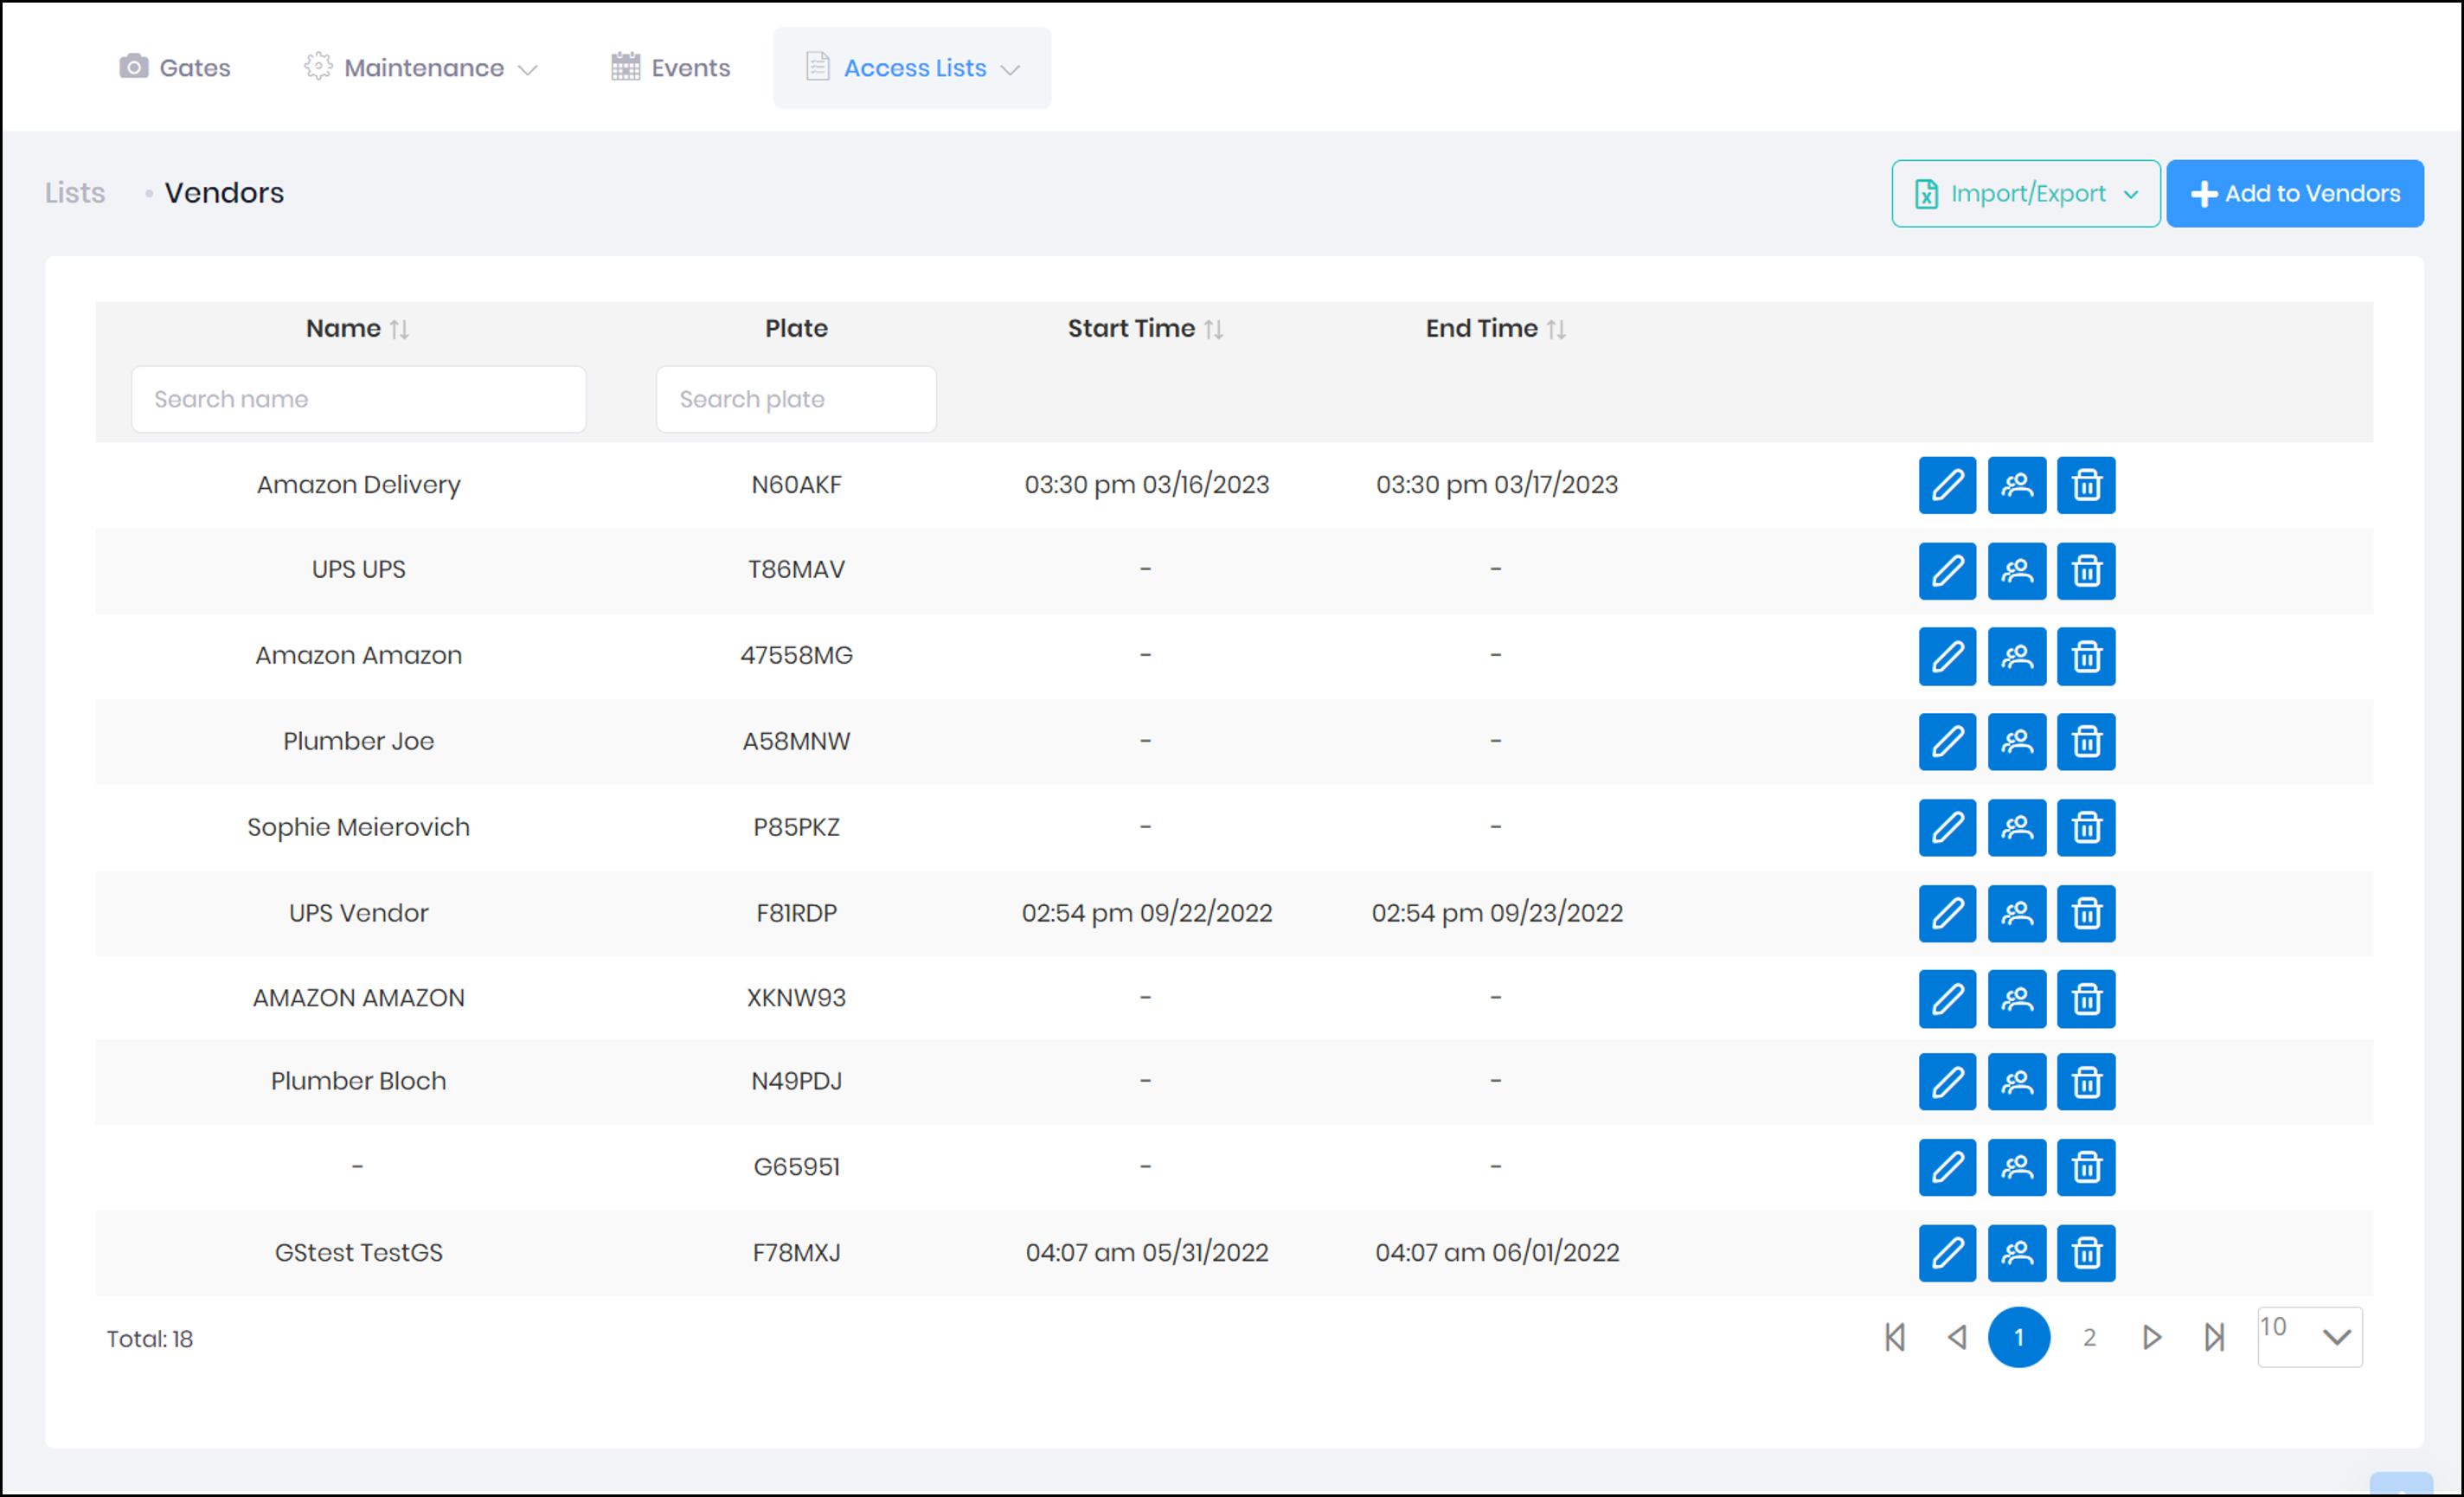 Gates Maintenance Events Access Lists
Lists • Vendors Import/Export Add to Vendors
Name Plate Start Time End Time
Search name Search plate
Amazon Delivery N60AKF 03:30 pm 03/16/2023 03:30 pm 03/17/2023
UPS UPS T86MAV - -
Amazon Amazon 47558MG - -
Plumber Joe A58MNW - -
Sophie Meierovich P85PKZ - -
UPS Vendor F81RDP 02:54 pm 09/22/2022 02:54 pm 09/23/2022
AMAZON AMAZON XKNW93 - -
Plumber Bloch N49PDJ - -
- G65951 - -
GStest TestGS F78MXJ 04:07 am 05/31/2022 04:07 am 06/01/2022
Total: 18 1 2 10